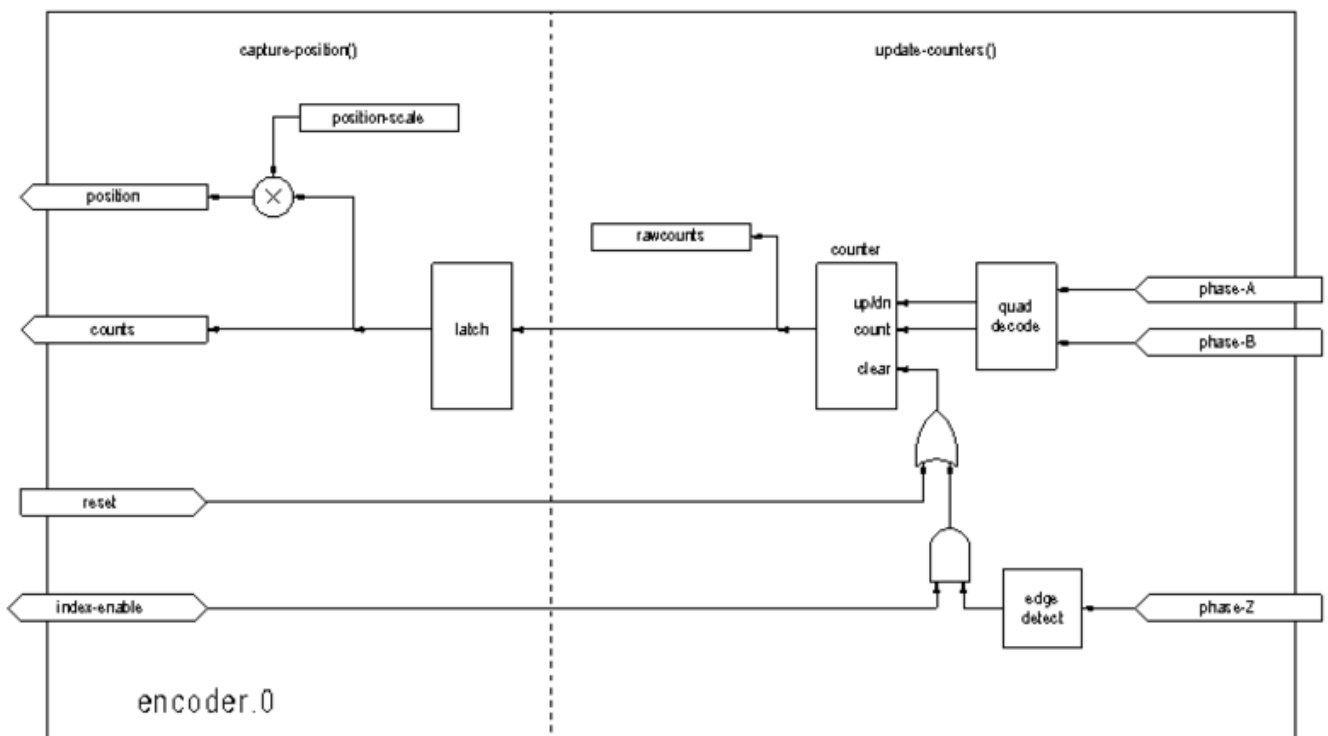 capture-position()
update-counters()
position-scale
position
rawcounts
counter
phase-A
up/dn
quad
decode
counts
latch
count
phase-B
clear
reset
index-enable
edge
detect
phase-Z
encoder.0